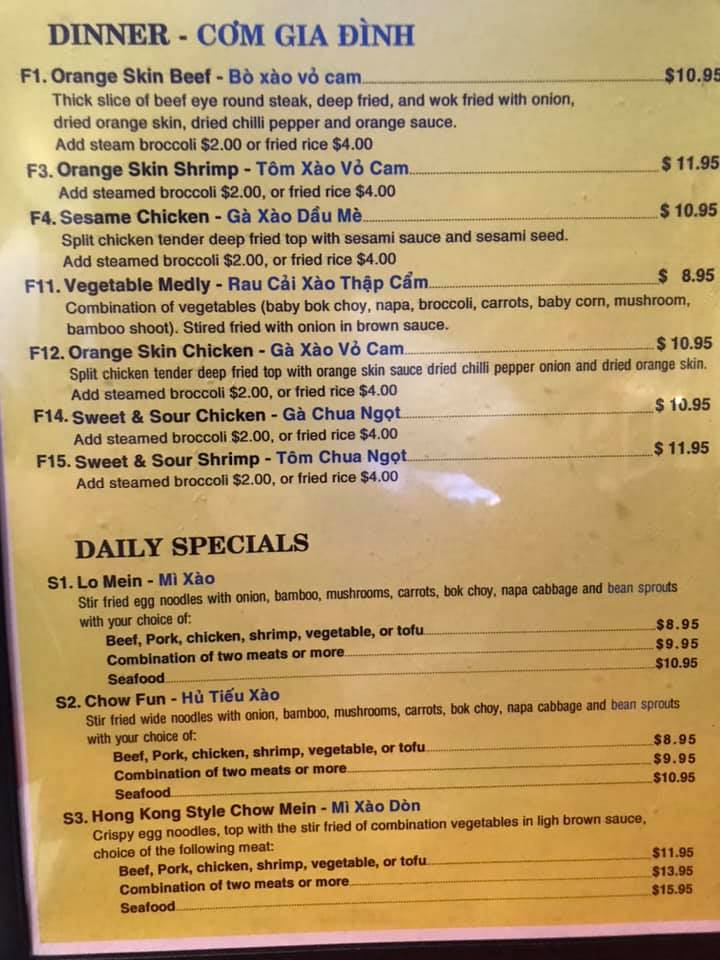 DINNER - CƠM GIA ĐÌNH
F1. Orange Skin Beef - Bò xào vỏ cam $10.95
Thick slice of beef eye round steak, deep fried, and wok fried with onion,
dried orange skin, dried chilli pepper and orange sauce.
Add steam broccoli $2.00 or fried rice $4.00
F3. Orange Skin Shrimp - Tôm Xào Vỏ Cam $ 11.95
Add steamed broccoli $2.00, or fried rice $4.00
F4. Sesame Chicken - Gà Xào Dầu Mè $ 10.95
Split chicken tender deep fried top with sesami sauce and sesami seed.
Add steamed broccoli $2.00, or fried rice $4.00
F11. Vegetable Medly - Rau Cải Xào Thập Cẩm $ 8.95
Combination of vegetables (baby bok choy, napa, broccoli, carrots, baby corn, mushroom,
bamboo shoot). Stired fried with onion in brown sauce.
F12. Orange Skin Chicken - Gà Xào Vỏ Cam $ 10.95
Split chicken tender deep fried top with orange skin sauce dried chilli pepper onion and dried orange skin.
Add steamed broccoli $2.00, or fried rice $4.00
F14. Sweet & Sour Chicken - Gà Chua Ngọt $ 10.95
Add steamed broccoli $2.00, or fried rice $4.00
F15. Sweet & Sour Shrimp - Tôm Chua Ngọt $ 11.95
Add steamed broccoli $2.00, or fried rice $4.00
DAILY SPECIALS
S1. Lo Mein - Mì Xào
Stir fried egg noodles with onion, bamboo, mushrooms, carrots, bok choy, napa cabbage and bean sprouts
with your choice of:
Beef, Pork, chicken, shrimp, vegetable, or tofu $8.95
Combination of two meats or more $9.95
Seafood $10.95
S2. Chow Fun - Hủ Tiếu Xào
Stir fried wide noodles with onion, bamboo, mushrooms, carrots, bok choy, napa cabbage and bean sprouts
with your choice of:
Beef, Pork, chicken, shrimp, vegetable, or tofu $8.95
Combination of two meats or more $9.95
Seafood $10.95
S3. Hong Kong Style Chow Mein - Mì Xào Dòn
Crispy egg noodles, top with the stir fried of combination vegetables in ligh brown sauce,
choice of the following meat:
Beef, Pork, chicken, shrimp, vegetable, or tofu $11.95
Combination of two meats or more $13.95
Seafood $15.95